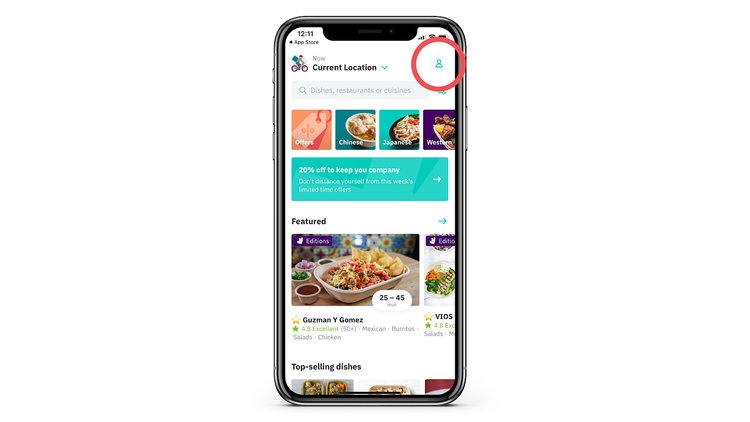 12:11
App Store
Now
Current Location
Dishes, restaurants or cuisines
Offers
Chinese
Japanese
Western
20% off to keep you company
Don't distance yourself from this week's
limited time offers
Featured
Editions
25 – 45
min
Guzman Y Gomez
4.8 Excellent (50+) · Mexican · Burritos ·
Salads · Chicken
VIOS
4.8
Salads ·
Top-selling dishes